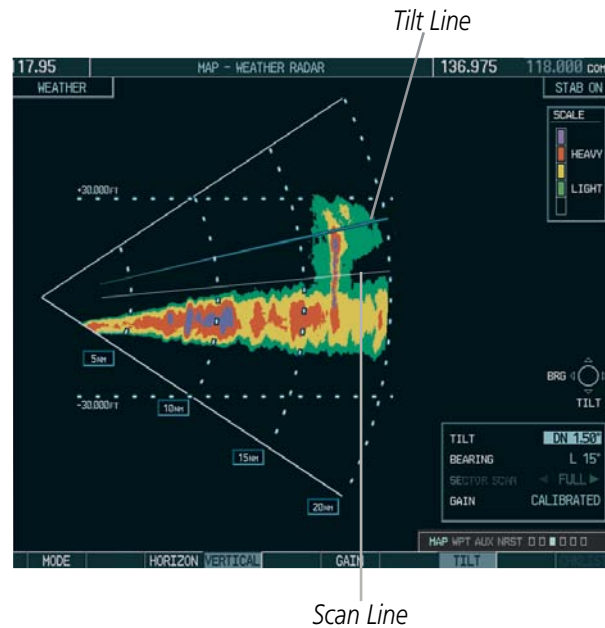 Tilt Line
117.95 MAP - WEATHER RADAR 136.975 118.000 COM
WEATHER STAB ON
SCALE
HEAVY
LIGHT
+30.000FT
5NM
BRG
TILT
-30.000FT
10NM
TILT DN 1.50°
BEARING L 15°
15NM
SECTOR SCAN FULL
20NM
GAIN CALIBRATED
MAP WPT AUX NRST
MODE HORIZON VERTICAL GAIN TILT
Scan Line